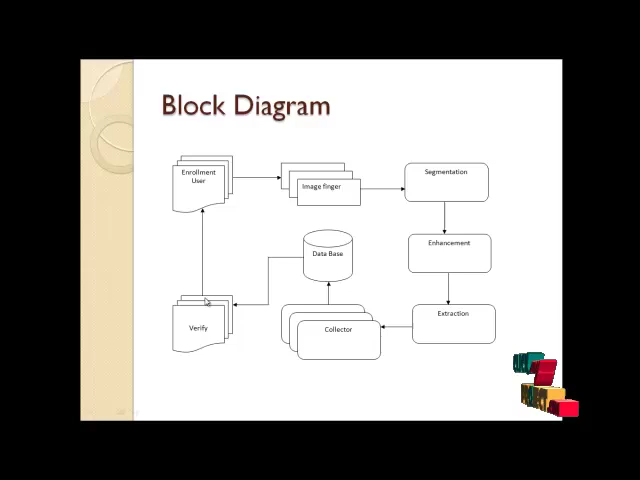 Block Diagram
Enrollment
User
Image finger
Segmentation
Enhancement
Data Base
Extraction
Collector
Verify